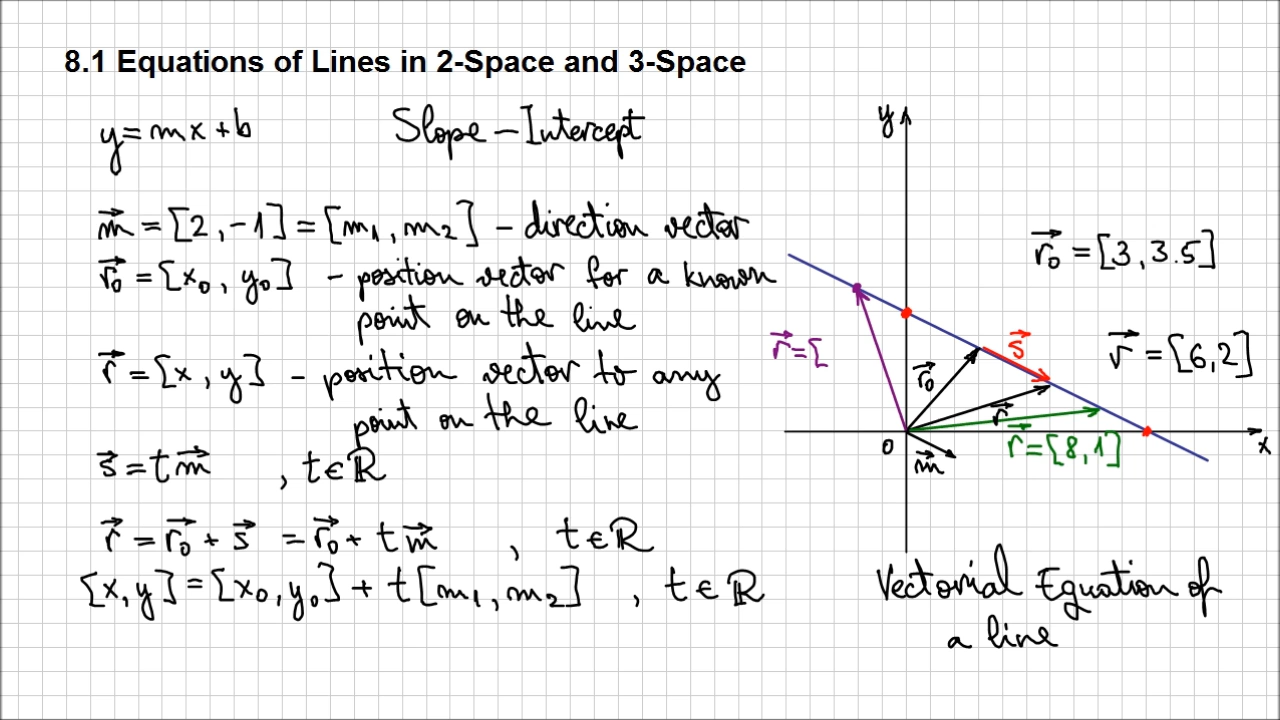 8.1 Equations of Lines in 2-Space and 3-Space
y = mx + b
Slope - Intercept
m⃗ = [2, -1] = [m₁, m₂] - direction vector
r₀⃗ = [x₀, y₀] - position vector for a known
point on the line
r⃗ = [x, y] - position vector to any
point on the line
s⃗ = t m⃗ , t ∈ ℝ
r⃗ = r₀⃗ + s⃗ = r₀⃗ + t m⃗ , t ∈ ℝ
[x, y] = [x₀, y₀] + t [m₁, m₂] , t ∈ ℝ
y
r₀⃗ = [3, 3.5]
r⃗ = [
s⃗
r⃗ = [6, 2]
r₀⃗
r⃗
0
m⃗
r⃗ = [8, 1]
x
Vectorial Equation of
a line